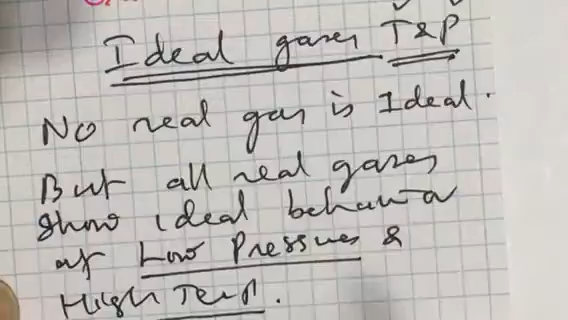 Ideal gases T&P
No real gas is Ideal.
But all real gases
show ideal behavior
at Low Pressures &
High Temp.